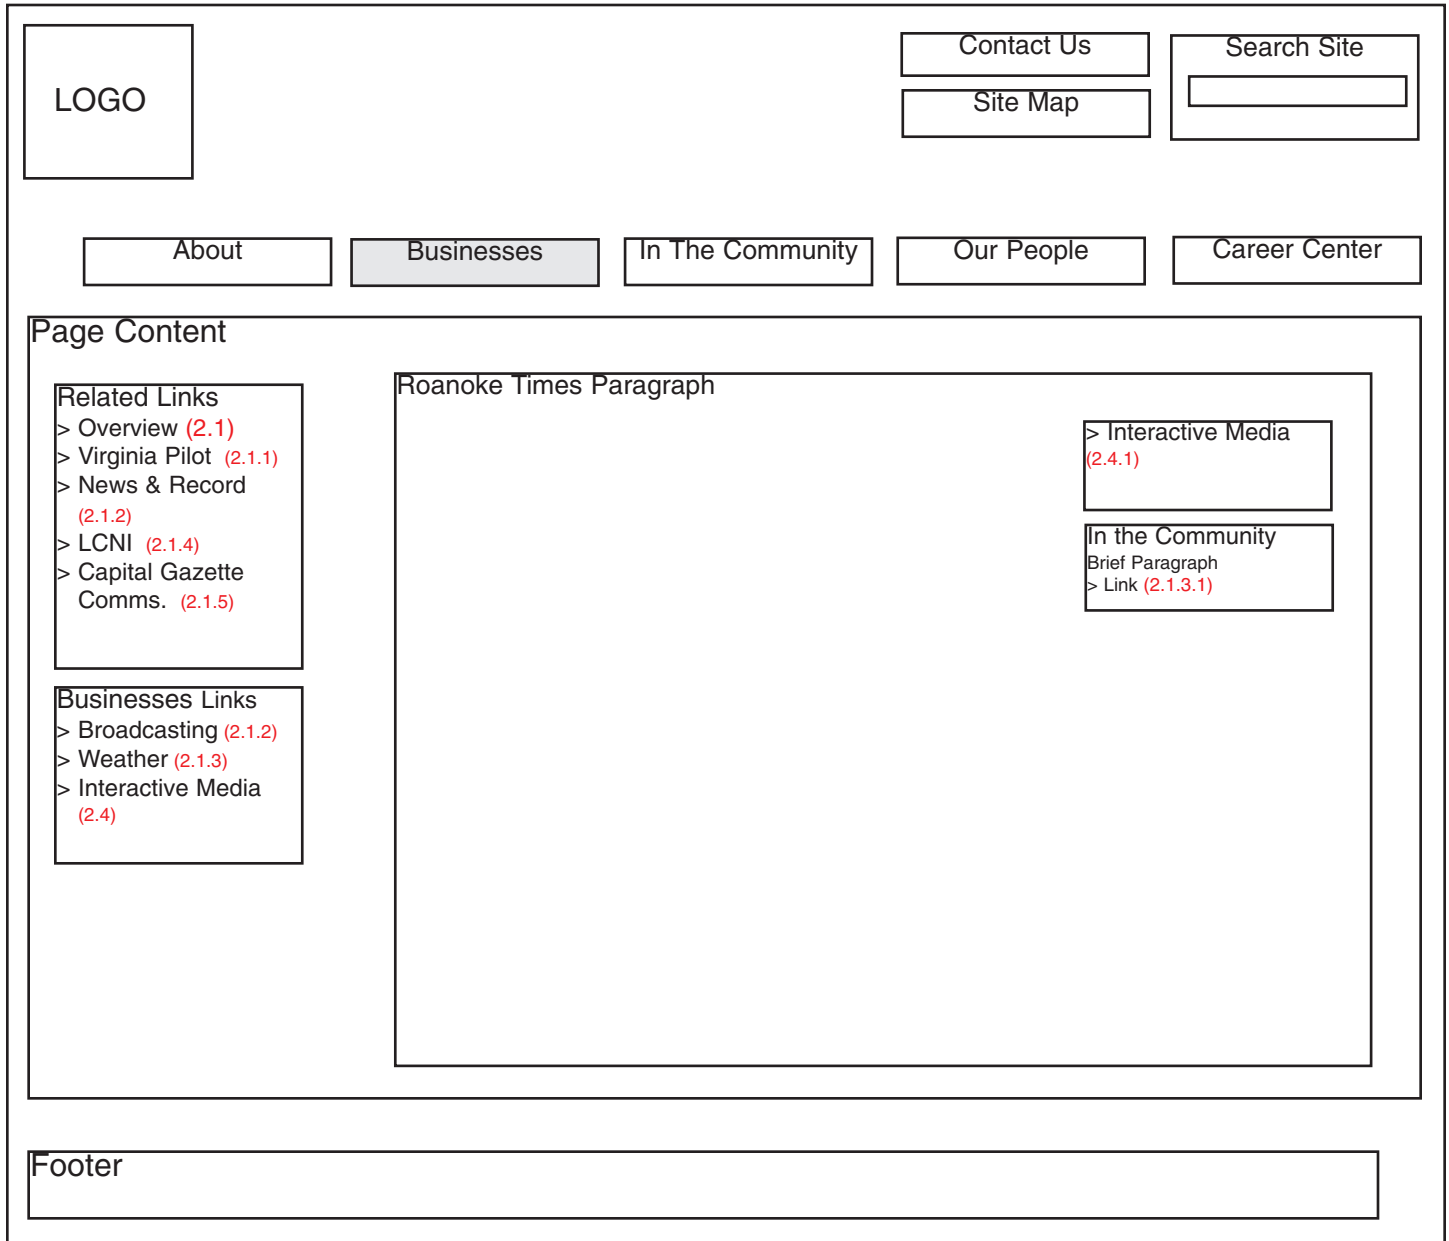 LOGO
Contact Us
Site Map
Search Site
About
Businesses
In The Community
Our People
Career Center
Page Content
Related Links
> Overview (2.1)
> Virginia Pilot (2.1.1)
> News & Record
(2.1.2)
> LCNI (2.1.4)
> Capital Gazette
Comms. (2.1.5)
Businesses Links
> Broadcasting (2.1.2)
> Weather (2.1.3)
> Interactive Media
(2.4)
Roanoke Times Paragraph
> Interactive Media
(2.4.1)
In the Community
Brief Paragraph
> Link (2.1.3.1)
Footer